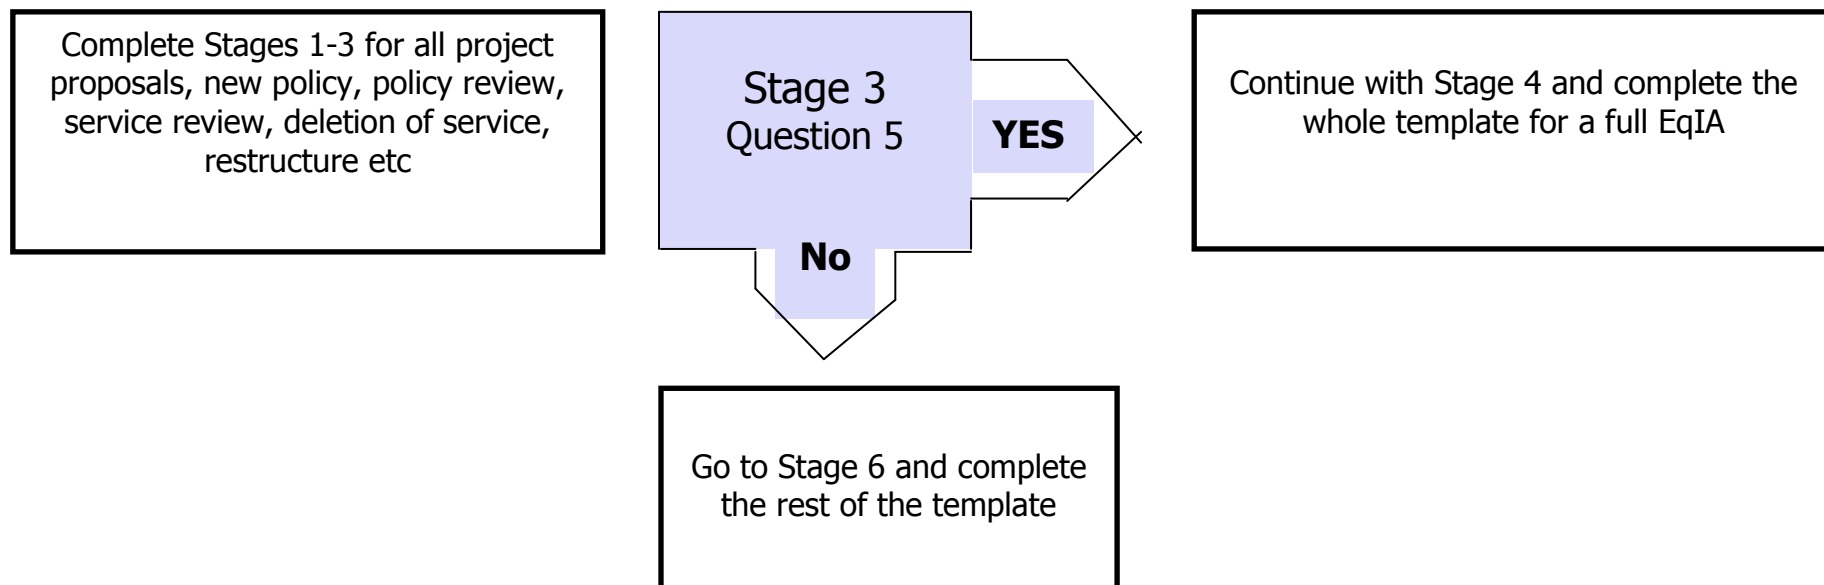 Complete Stages 1-3 for all project
proposals, new policy, policy review,
service review, deletion of service,
restructure etc
Stage 3
Question 5
YES
No
Continue with Stage 4 and complete the
whole template for a full EqIA
Go to Stage 6 and complete
the rest of the template